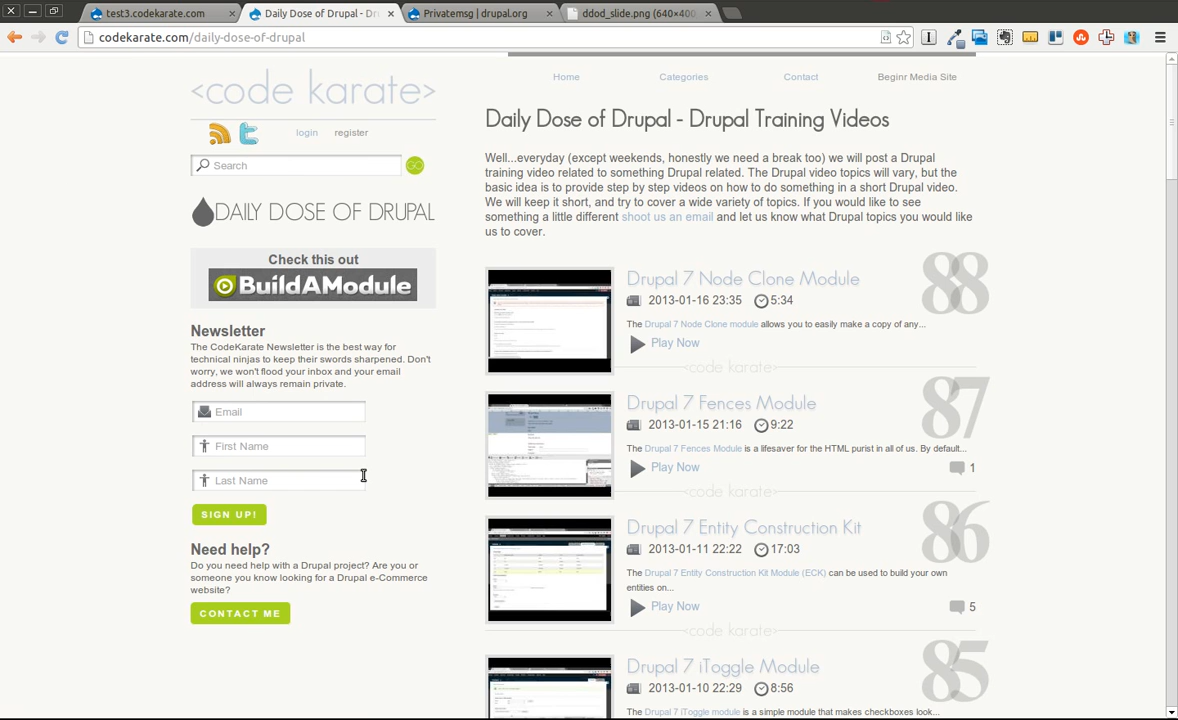 test3.codekarate.com
Daily Dose of Drupal - Dr
Privatemsg | drupal.org
ddod_slide.png (640×400
codekarate.com/daily-dose-of-drupal
<code karate>
login register
Search
GO
DAILY DOSE OF DRUPAL
Check this out
BuildAModule
Newsletter
The CodeKarate Newsletter is the best way for
technical ninjas to keep their swords sharpened. Don't
worry, we won't flood your inbox and your email
address will always remain private.
Email
First Name
Last Name
SIGN UP!
Need help?
Do you need help with a Drupal project? Are you or
someone you know looking for a Drupal e-Commerce
website?
CONTACT ME
Home Categories Contact Beginr Media Site
Daily Dose of Drupal - Drupal Training Videos
Well...everyday (except weekends, honestly we need a break too) we will post a Drupal
training video related to something Drupal related. The Drupal video topics will vary, but the
basic idea is to provide step by step videos on how to do something in a short Drupal video.
We will keep it short, and try to cover a wide variety of topics. If you would like to see
something a little different shoot us an email and let us know what Drupal topics you would like
us to cover.
Drupal 7 Node Clone Module
88
2013-01-16 23:35 5:34
The Drupal 7 Node Clone module allows you to easily make a copy of any...
Play Now
<code karate>
Drupal 7 Fences Module
87
2013-01-15 21:16 9:22
The Drupal 7 Fences Module is a lifesaver for the HTML purist in all of us. By default...
Play Now
1
<code karate>
Drupal 7 Entity Construction Kit
86
2013-01-11 22:22 17:03
The Drupal 7 Entity Construction Kit Module (ECK) can be used to build your own
entities on...
Play Now
5
<code karate>
Drupal 7 iToggle Module
85
2013-01-10 22:29 8:56
The Drupal 7 iToggle module is a simple module that makes checkboxes look...